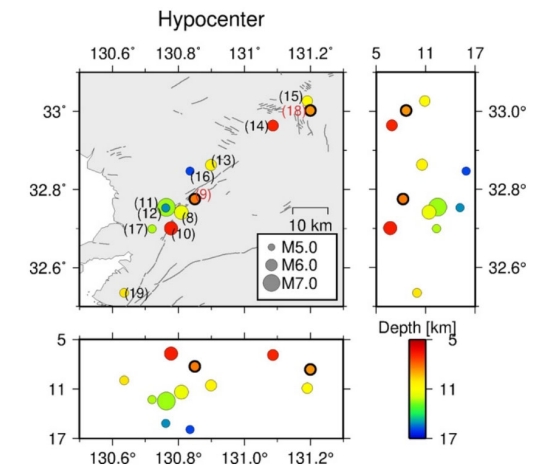 Hypocenter
130.6° 130.8° 131° 131.2° 5 11 17
(15)
33° (18) 33.0°
(14)
(13)
(16)
32.8° (9) 32.8°
(11)
(12) (8)
(17) (10)
10 km
M5.0
32.6° M6.0 32.6°
M7.0
(19)
Depth [km]
5 5
11 11
17 17
130.6° 130.8° 131.0° 131.2°